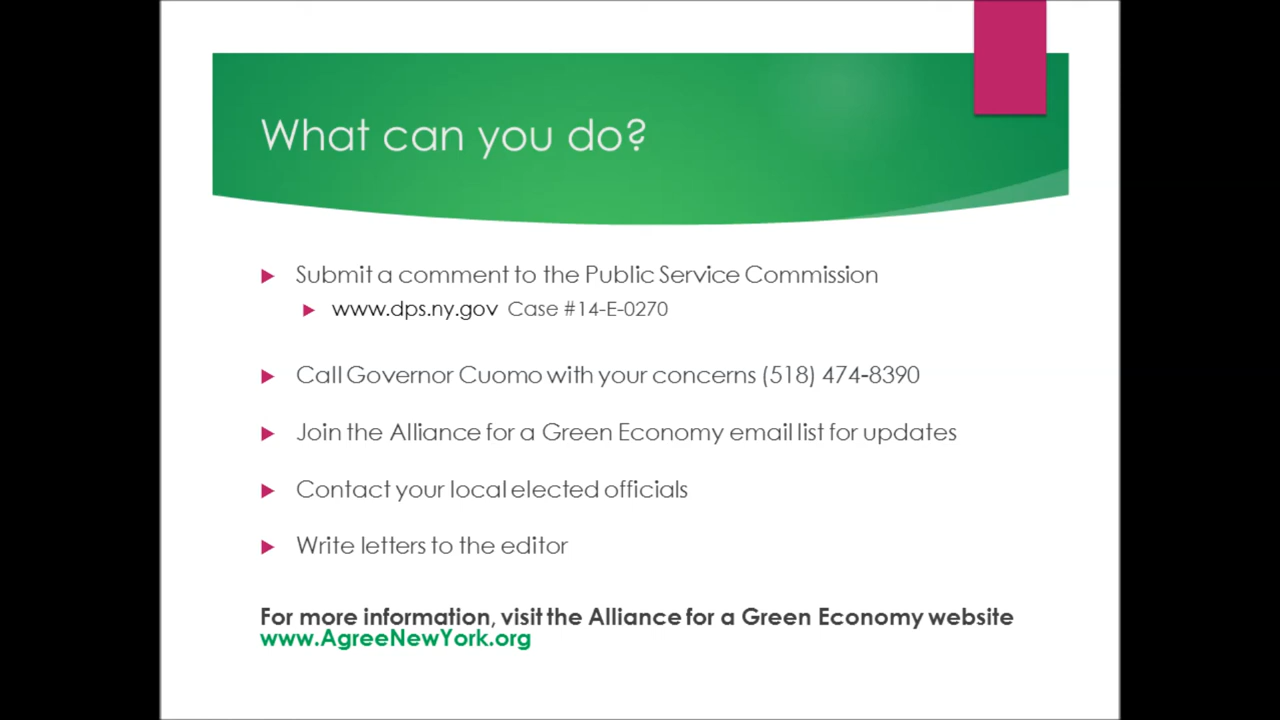 What can you do?
Submit a comment to the Public Service Commission
www.dps.ny.gov Case #14-E-0270
Call Governor Cuomo with your concerns (518) 474-8390
Join the Alliance for a Green Economy email list for updates
Contact your local elected officials
Write letters to the editor
For more information, visit the Alliance for a Green Economy website
www.AgreeNewYork.org